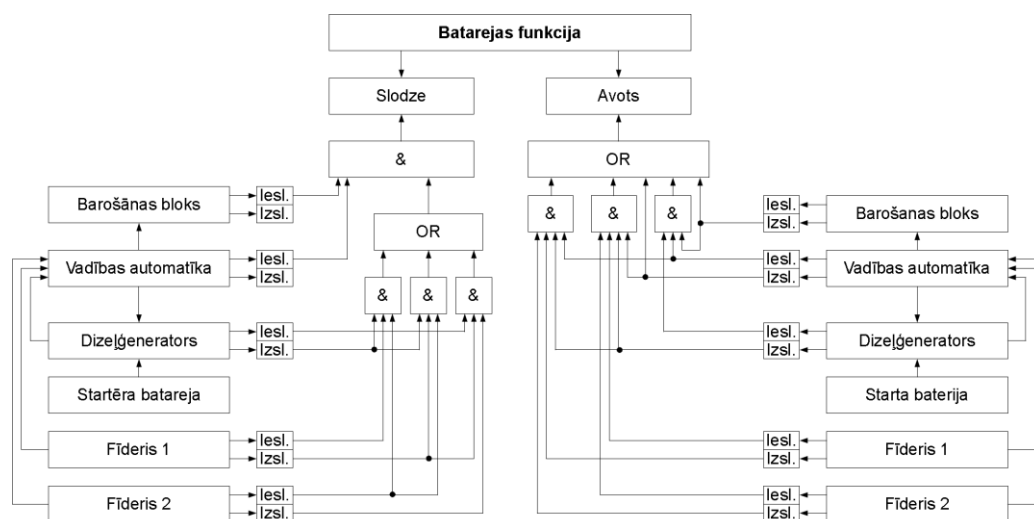 Batarejas funkcija
Slodze
Avots
&
OR
Barošānas bloks
Iesl.
Izsl.
OR
&
&
&
Iesl.
Izsl.
Barošanas bloks
Vadības automatīka
Iesl.
Izsl.
Iesl.
Izsl.
Vadības automatīka
&
&
&
Dizeļģenerators
Iesl.
Izsl.
Iesl.
Izsl.
Dizeļģenerators
Startēra batareja
Starta baterija
Fīderis 1
Iesl.
Izsl.
Iesl.
Izsl.
Fīderis 1
Fīderis 2
Iesl.
Izsl.
Iesl.
Izsl.
Fīderis 2